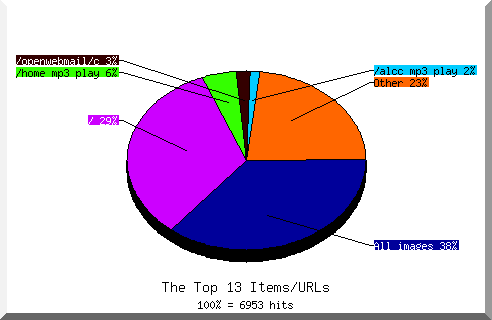 /openwebmail/c 3%
/home mp3 play 6%
/alcc mp3 play 2%
Other 23%
/ 29%
All images 38%
The Top 13 Items/URLs
100% = 6953 hits